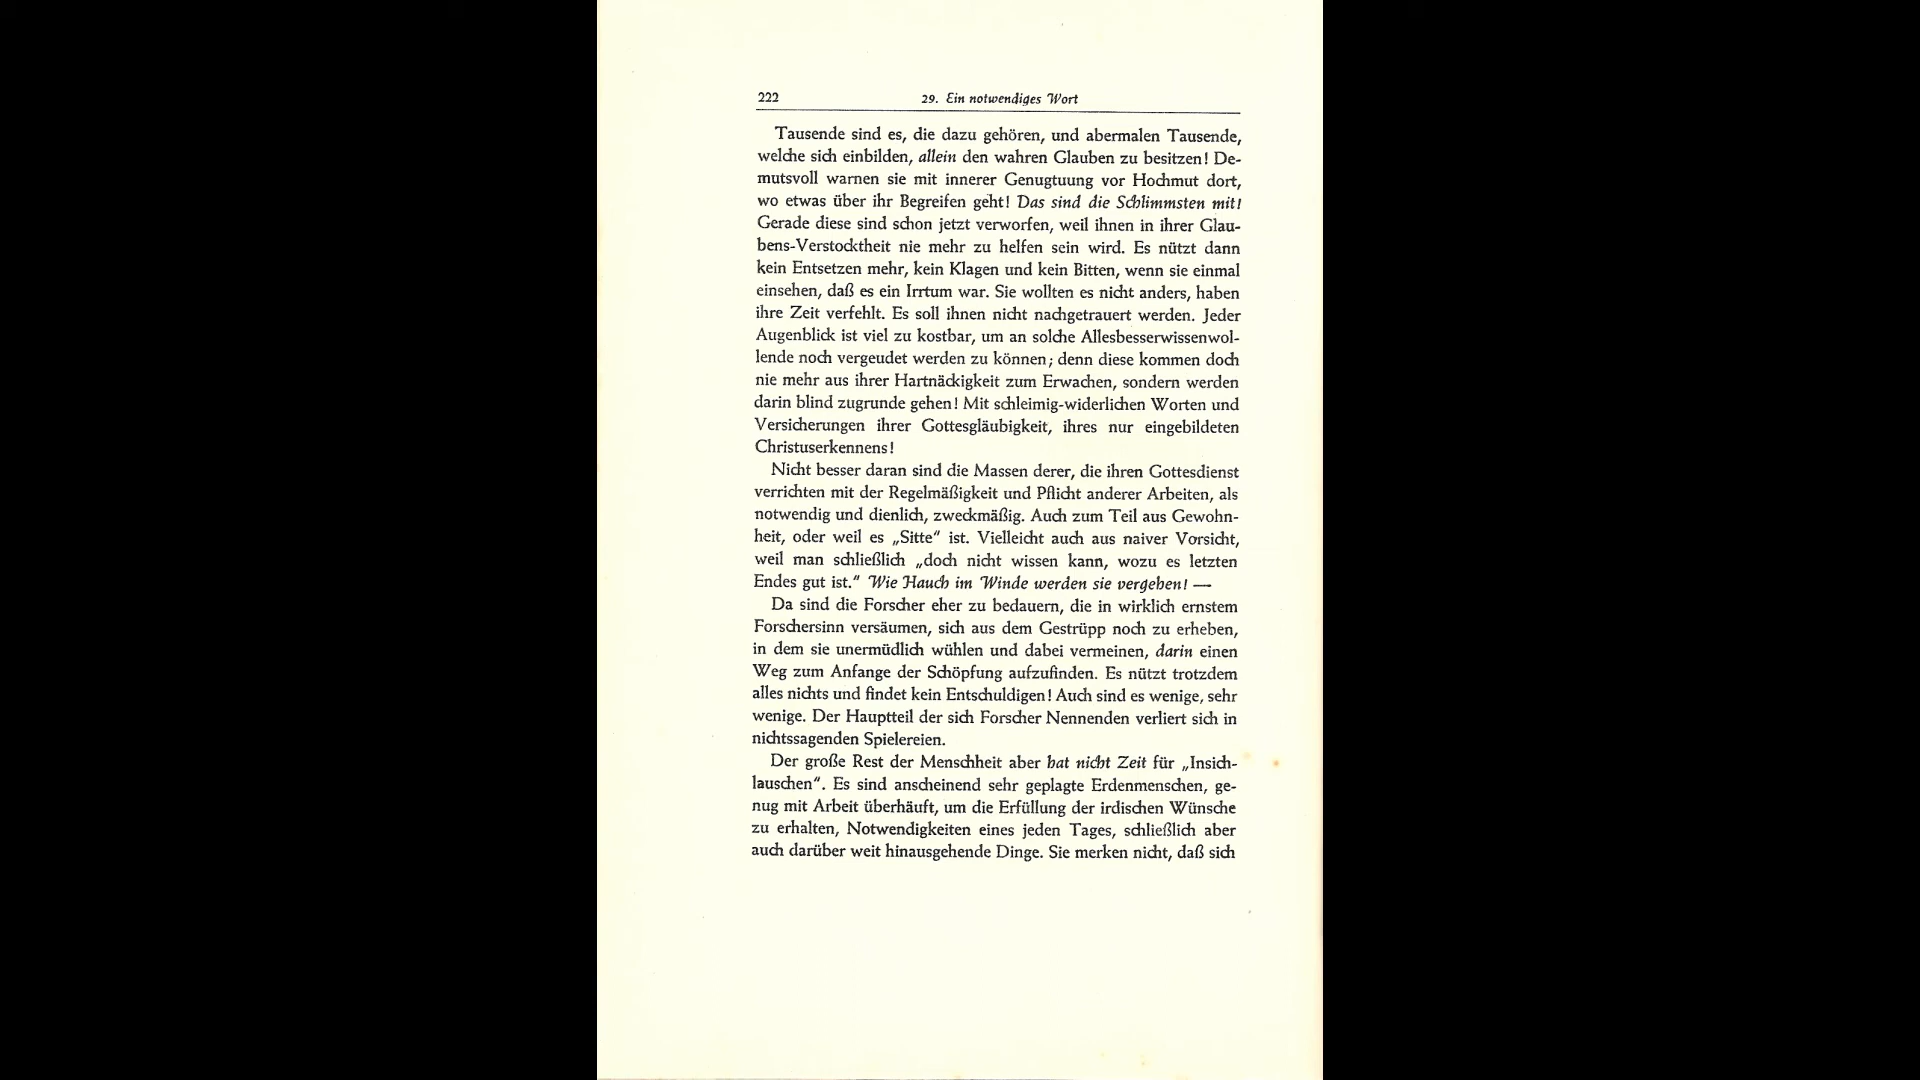 222
29. Ein notwendiges Wort
Tausende sind es, die dazu gehören, und abermalen Tausende,
welche sich einbilden, allein den wahren Glauben zu besitzen! De-
mutsvoll warnen sie mit innerer Genugtuung vor Hochmut dort,
wo etwas über ihr Begreifen geht! Das sind die Schlimmsten mit!
Gerade diese sind schon jetzt verworfen, weil ihnen in ihrer Glau-
bens-Verstocktheit nie mehr zu helfen sein wird. Es nützt dann
kein Entsetzen mehr, kein Klagen und kein Bitten, wenn sie einmal
einsehen, daß es ein Irrtum war. Sie wollten es nicht anders, haben
ihre Zeit verfehlt. Es soll ihnen nicht nachgetrauert werden. Jeder
Augenblick ist viel zu kostbar, um an solche Allesbesserwissenwol-
lende noch vergeudet werden zu können; denn diese kommen doch
nie mehr aus ihrer Hartnäckigkeit zum Erwachen, sondern werden
darin blind zugrunde gehen! Mit schleimig-widerlichen Worten und
Versicherungen ihrer Gottesgläubigkeit, ihres nur eingebildeten
Christuserkennens!
Nicht besser daran sind die Massen derer, die ihren Gottesdienst
verrichten mit der Regelmäßigkeit und Pflicht anderer Arbeiten, als
notwendig und dienlich, zweckmäßig. Auch zum Teil aus Gewohn-
heit, oder weil es „Sitte“ ist. Vielleicht auch aus naiver Vorsicht,
weil man schließlich „doch nicht wissen kann, wozu es letzten
Endes gut ist.“ Wie Hauch im Winde werden sie vergehen! —
Da sind die Forscher eher zu bedauern, die in wirklich ernstem
Forschersinn versäumen, sich aus dem Gestrüpp noch zu erheben,
in dem sie unermüdlich wühlen und dabei vermeinen, darin einen
Weg zum Anfange der Schöpfung aufzufinden. Es nützt trotzdem
alles nichts und findet kein Entschuldigen! Auch sind es wenige, sehr
wenige. Der Hauptteil der sich Forscher Nennenden verliert sich in
nichtssagenden Spielereien.
Der große Rest der Menschheit aber hat nicht Zeit für „Insich-
lauschen“. Es sind anscheinend sehr geplagte Erdenmenschen, ge-
nug mit Arbeit überhäuft, um die Erfüllung der irdischen Wünsche
zu erhalten, Notwendigkeiten eines jeden Tages, schließlich aber
auch darüber weit hinausgehende Dinge. Sie merken nicht, daß sich